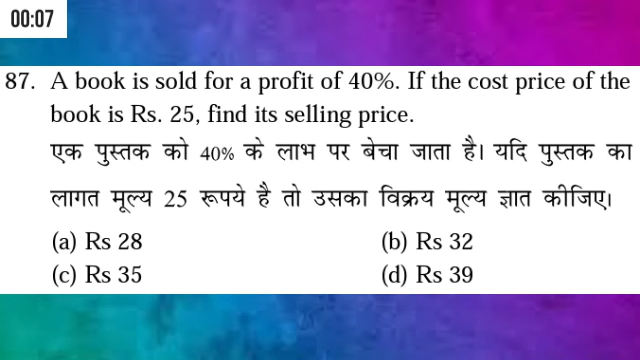 00:07
87. A book is sold for a profit of 40%. If the cost price of the
book is Rs. 25, find its selling price.
एक पुस्तक को 40% के लाभ पर बेचा जाता है। यदि पुस्तक का
लागत मूल्य 25 रूपये है तो उसका विक्रय मूल्य ज्ञात कीजिए।
(a) Rs 28 (b) Rs 32
(c) Rs 35 (d) Rs 39